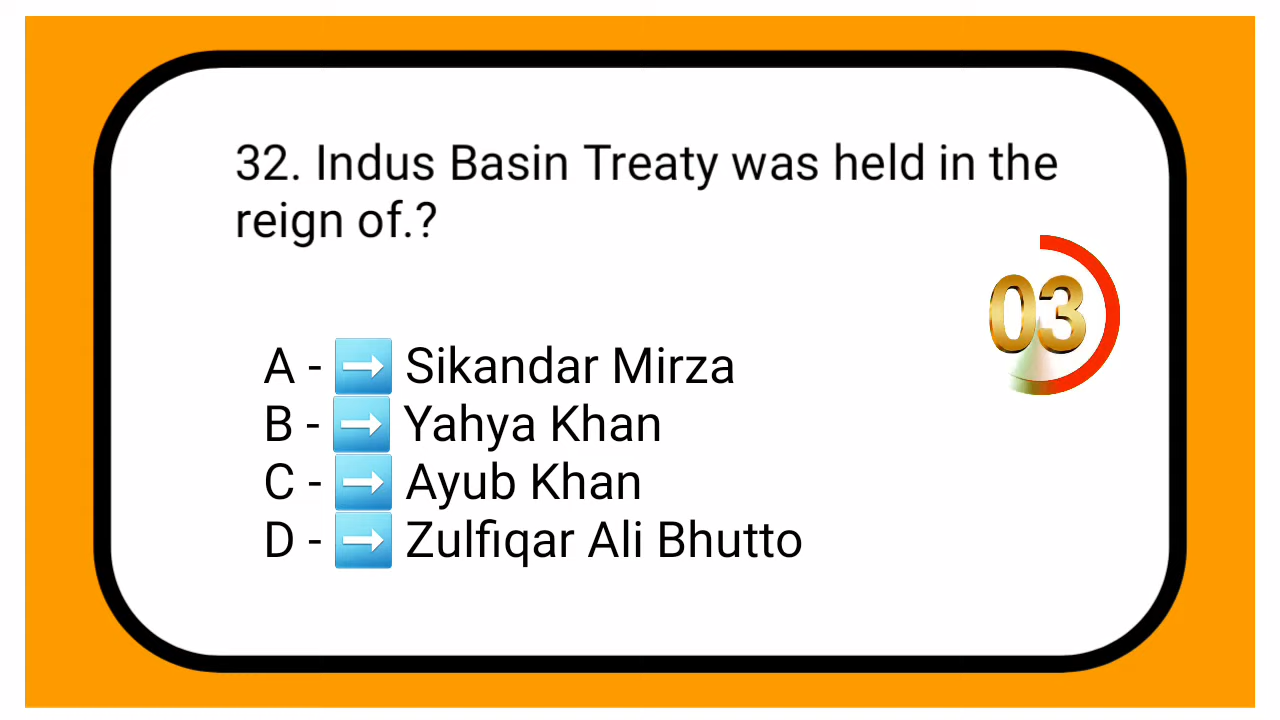 32. Indus Basin Treaty was held in the
reign of.?
03
A - ➡️ Sikandar Mirza
B - ➡️ Yahya Khan
C - ➡️ Ayub Khan
D - ➡️ Zulfiqar Ali Bhutto